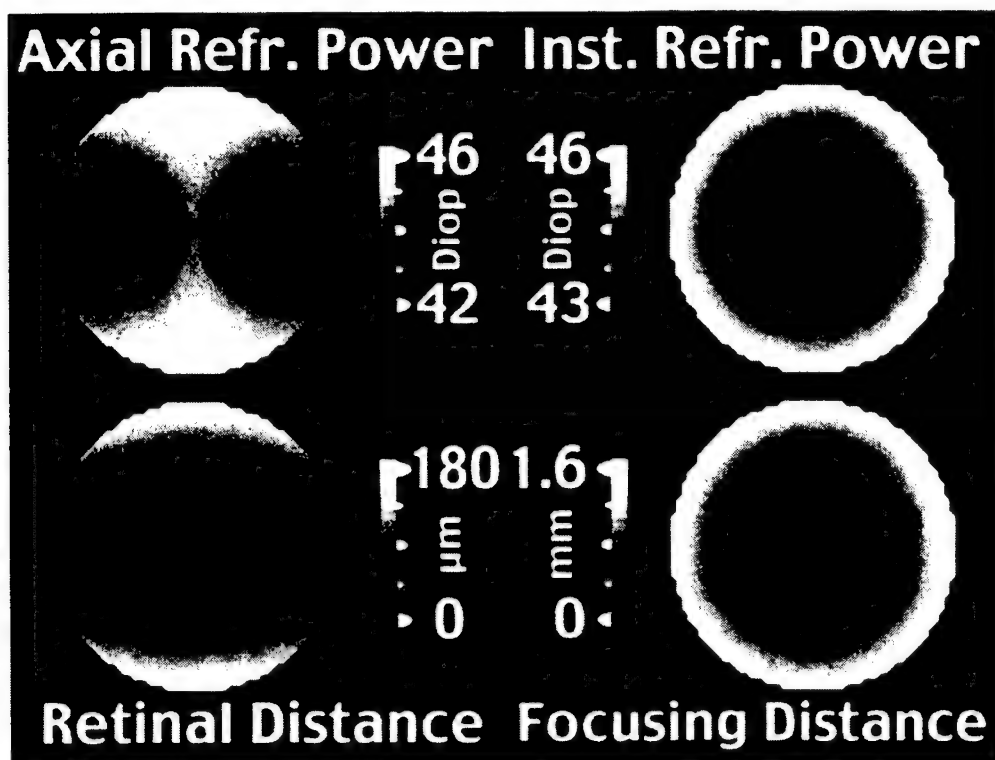 Axial Refr. Power Inst. Refr. Power
46 46
Diop Diop
42 43
180 1.6
µm mm
0 0
Retinal Distance Focusing Distance